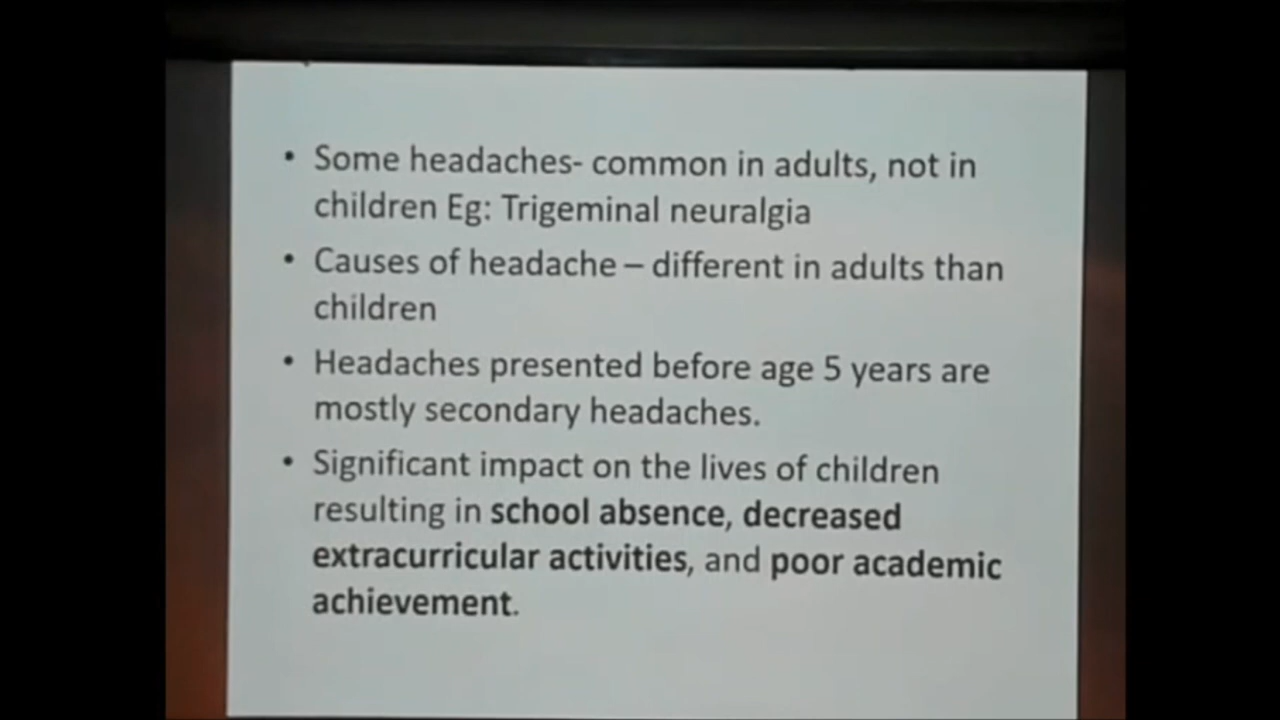 • Some headaches- common in adults, not in
children Eg: Trigeminal neuralgia
• Causes of headache – different in adults than
children
• Headaches presented before age 5 years are
mostly secondary headaches.
• Significant impact on the lives of children
resulting in school absence, decreased
extracurricular activities, and poor academic
achievement.